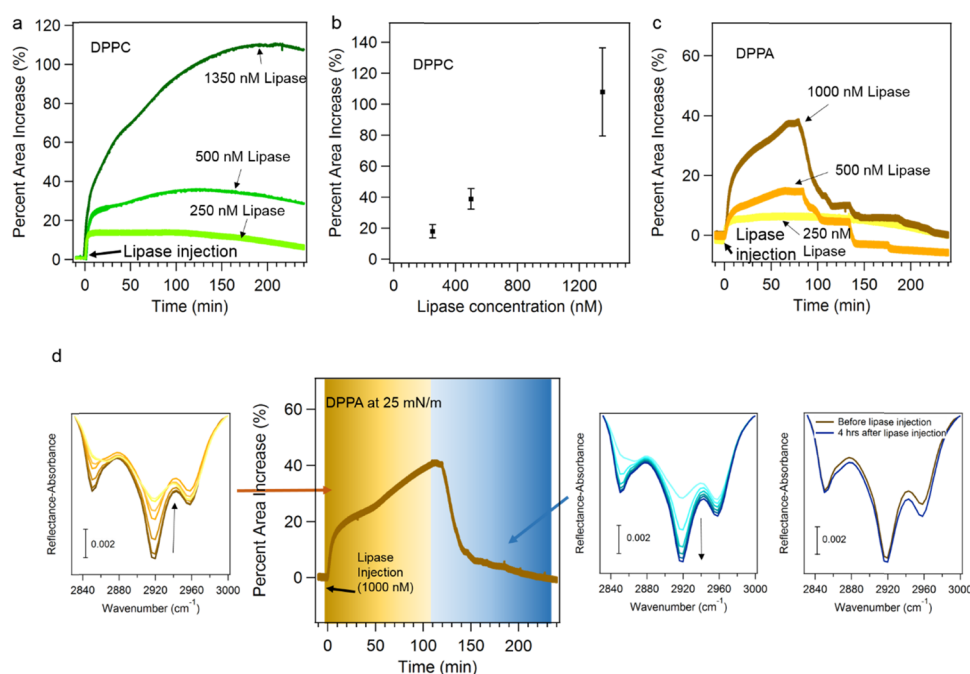 a
Percent Area Increase (%)
120
100
80
60
40
20
0
DPPC
1350 nM Lipase
500 nM Lipase
250 nM Lipase
Lipase injection
0 50 100 150 200
Time (min)
b
Percent Area Increase (%)
140
120
100
80
60
40
20
0
DPPC
0 400 800 1200
Lipase concentration (nM)
c
Percent Area Increase (%)
60
40
20
0
DPPA
1000 nM Lipase
500 nM Lipase
Lipase
injection
250 nM
Lipase
0 50 100 150 200
Time (min)
d
Reflectance-Absorbance
0.002
2840 2880 2920 2960 3000
Wavenumber (cm-1)
Percent Area Increase (%)
60
40
20
0
DPPA at 25 mN/m
Lipase
Injection
(1000 nM)
0 50 100 150 200
Time (min)
Reflectance-Absorbance
0.002
2840 2880 2920 2960 3000
Wavenumber (cm-1)
Reflectance-Absorbance
Before lipase injection
4 hrs after lipase injection
0.002
2840 2880 2920 2960 3000
Wavenumber (cm-1)